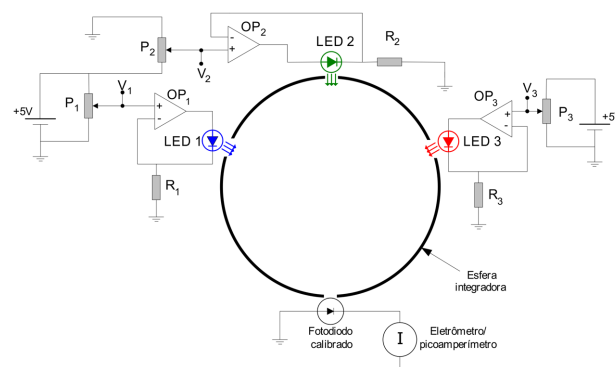 OP2
R2
P2
LED 2
V2
V1
OP1
+5V
P1
LED 1
R1
V3
OP3
P3
+5
LED 3
R3
Esfera
integradora
Fotodiodo
calibrado
I
Eletrômetro/
picoamperímetro